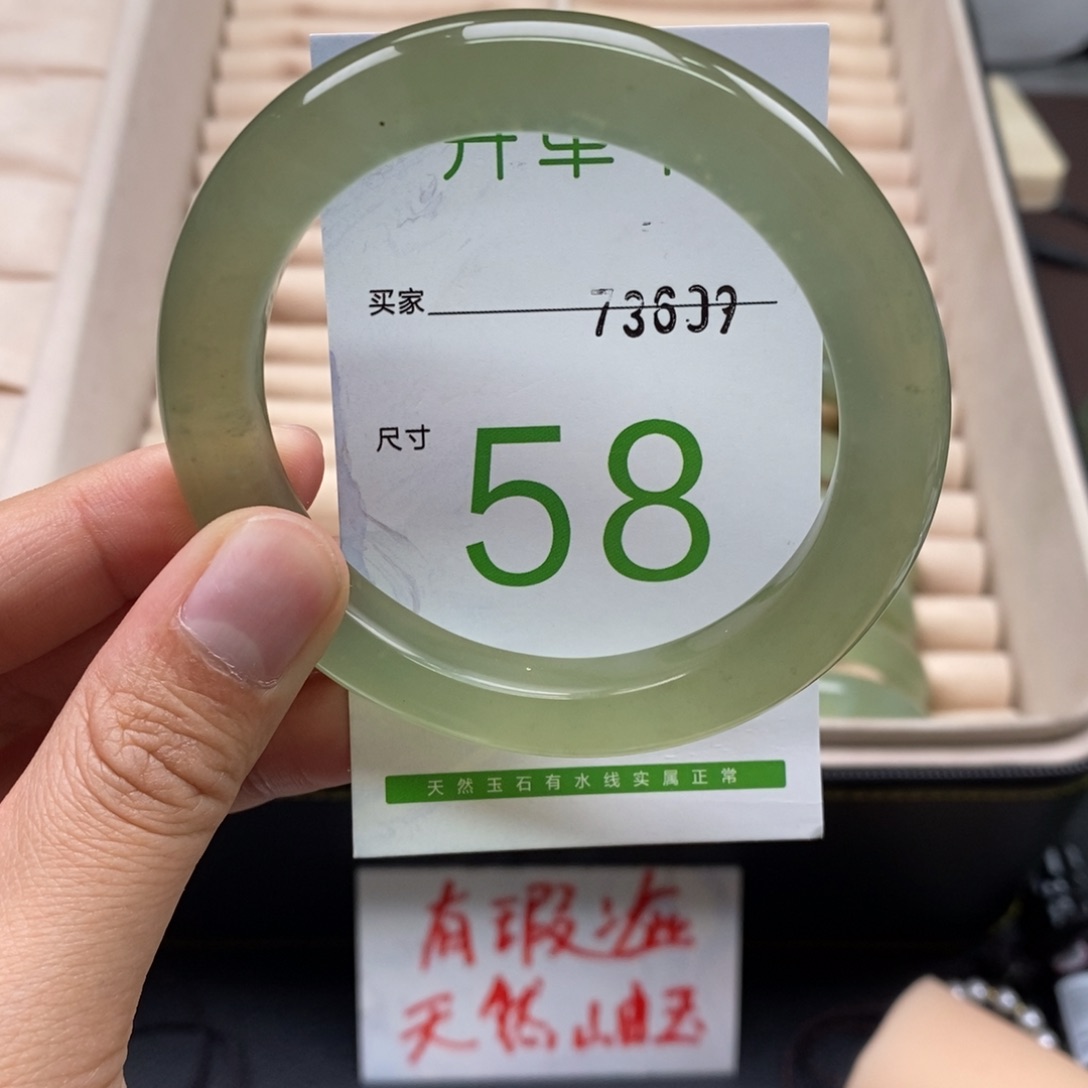 买家 73609
尺寸 58
天然玉石有水线实属正常
有瑕疵
天然岫玉